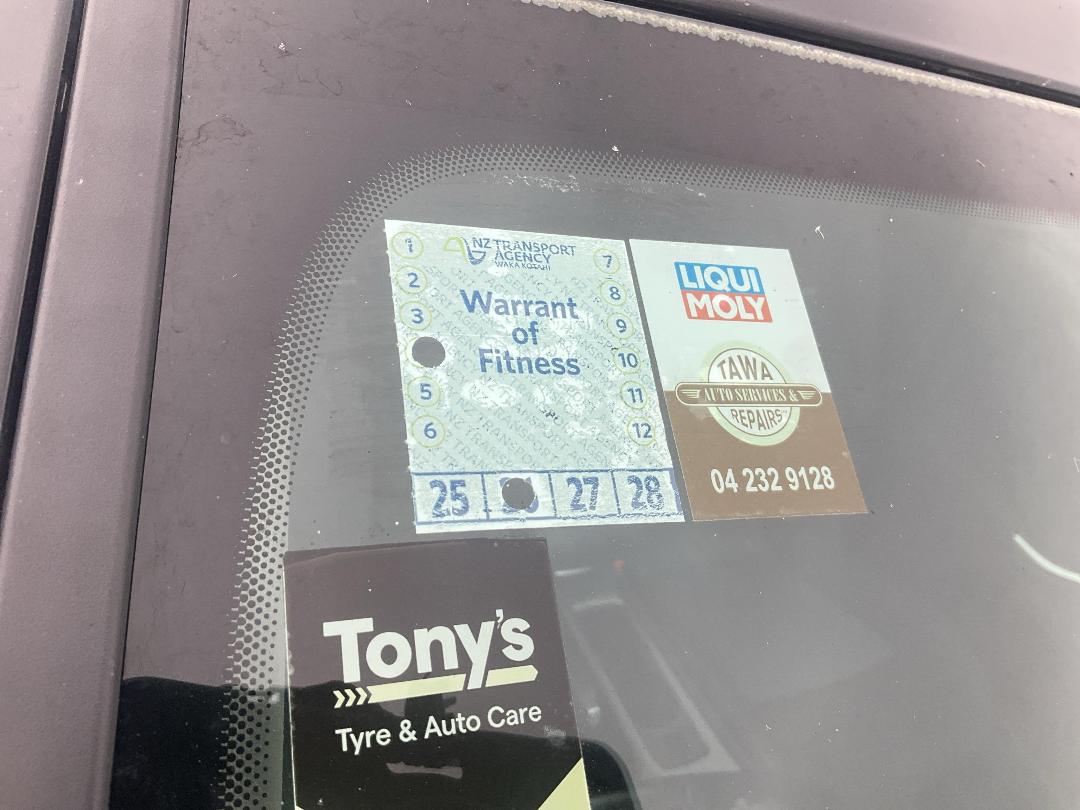 1
2
3
5
6
NZ TRANSPORT
AGENCY
WAKA KOTAHI
Warrant
of
Fitness
7
8
9
10
11
12
25 27 28
LIQUI
MOLY
TAWA
AUTO SERVICES &
REPAIRS
04 232 9128
Tony's
Tyre & Auto Care